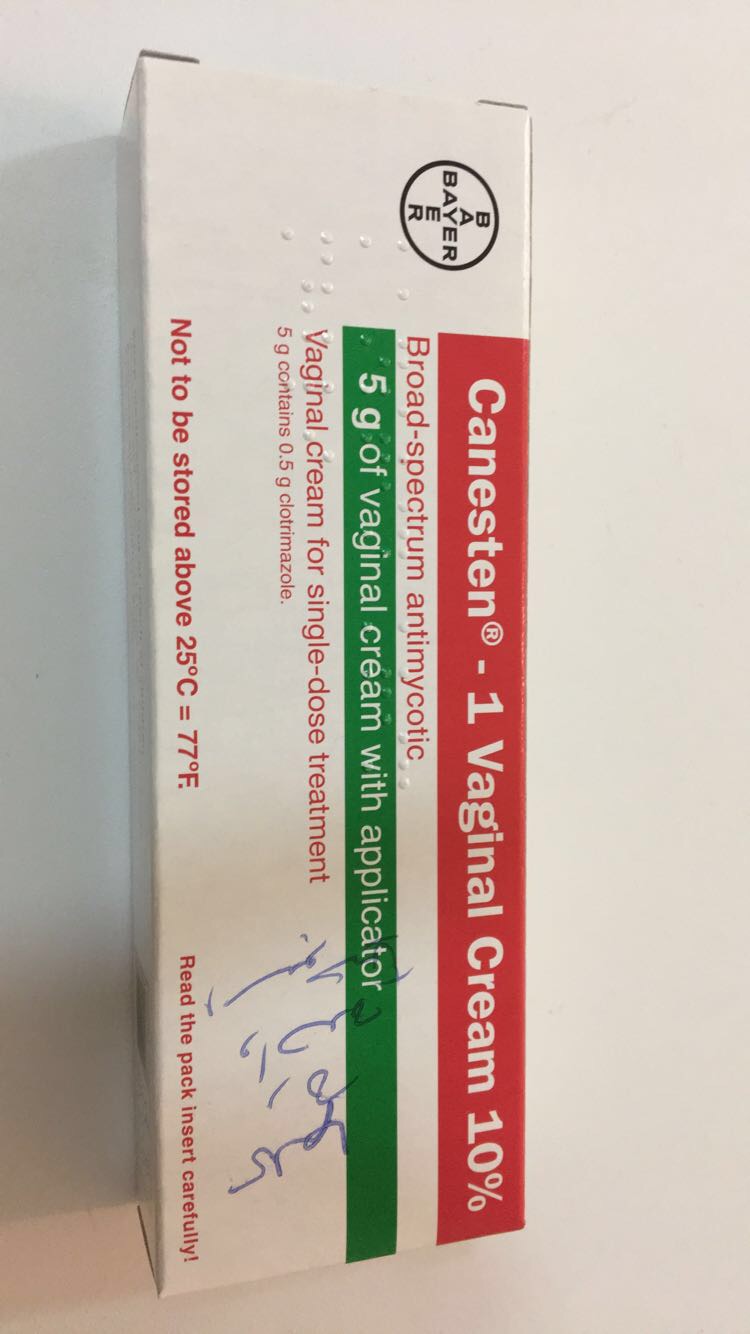 BAYER
BAYER
Canesten® - 1 Vaginal Cream 10%
Broad-spectrum antimycotic
5 g of vaginal cream with applicator
Vaginal cream for single-dose treatment
5 g contains 0.5 g clotrimazole.
Not to be stored above 25°C = 77°F.
Read the pack insert carefully!